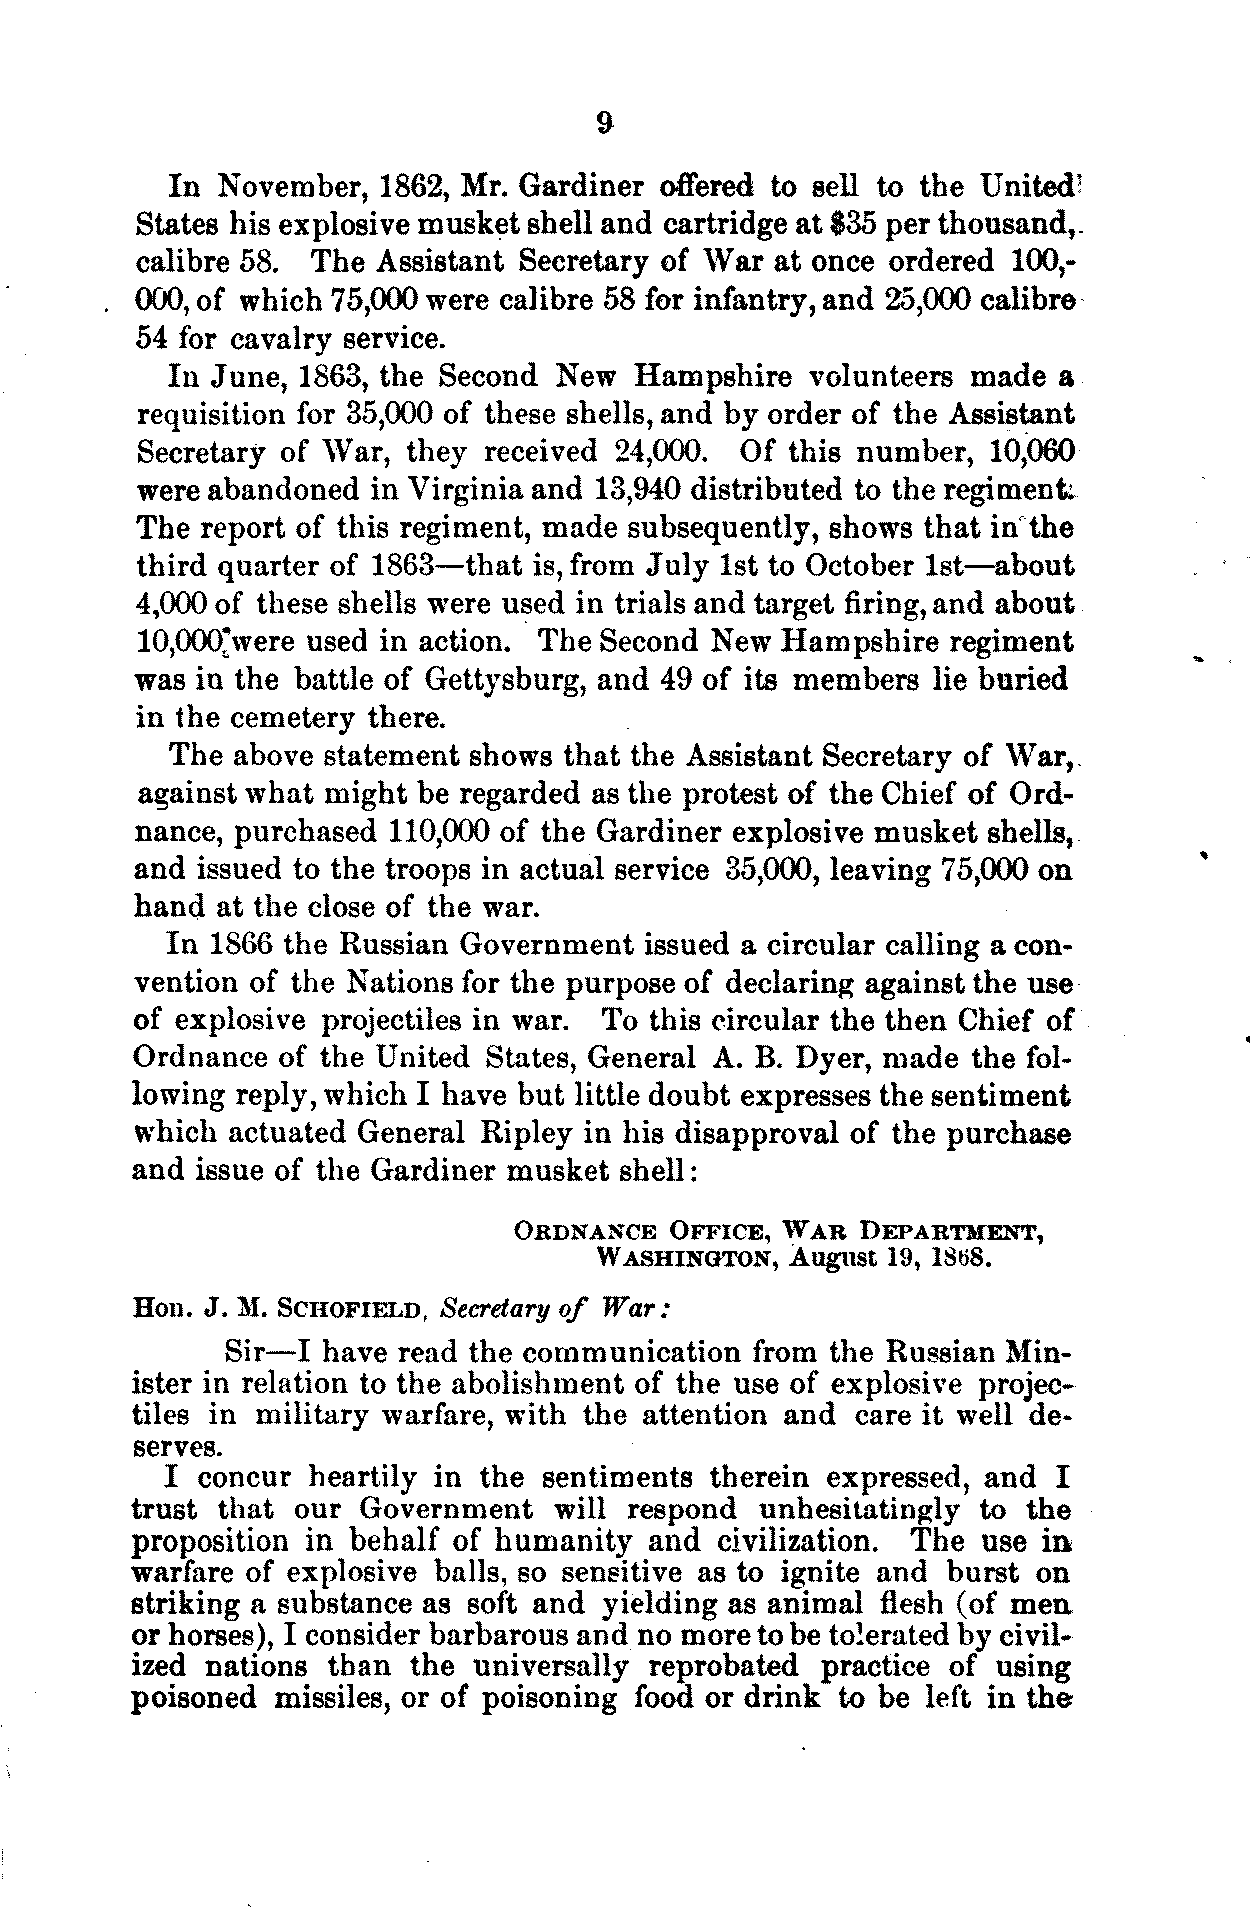 9
In November, 1862, Mr. Gardiner offered to sell to the United
States his explosive musket shell and cartridge at $35 per thousand,
calibre 58. The Assistant Secretary of War at once ordered 100,-
000, of which 75,000 were calibre 58 for infantry, and 25,000 calibre
54 for cavalry service.
In June, 1863, the Second New Hampshire volunteers made a
requisition for 35,000 of these shells, and by order of the Assistant
Secretary of War, they received 24,000. Of this number, 10,060
were abandoned in Virginia and 13,940 distributed to the regiment.
The report of this regiment, made subsequently, shows that in the
third quarter of 1863—that is, from July 1st to October 1st—about
4,000 of these shells were used in trials and target firing, and about
10,000 were used in action. The Second New Hampshire regiment
was in the battle of Gettysburg, and 49 of its members lie buried
in the cemetery there.
The above statement shows that the Assistant Secretary of War,
against what might be regarded as the protest of the Chief of Ord-
nance, purchased 110,000 of the Gardiner explosive musket shells,
and issued to the troops in actual service 35,000, leaving 75,000 on
hand at the close of the war.
In 1866 the Russian Government issued a circular calling a con-
vention of the Nations for the purpose of declaring against the use
of explosive projectiles in war. To this circular the then Chief of
Ordnance of the United States, General A. B. Dyer, made the fol-
lowing reply, which I have but little doubt expresses the sentiment
which actuated General Ripley in his disapproval of the purchase
and issue of the Gardiner musket shell:
ORDNANCE OFFICE, WAR DEPARTMENT,
WASHINGTON, August 19, 1868.
Hon. J. M. SCHOFIELD, Secretary of War:
Sir—I have read the communication from the Russian Min-
ister in relation to the abolishment of the use of explosive projec-
tiles in military warfare, with the attention and care it well de-
serves.
I concur heartily in the sentiments therein expressed, and I
trust that our Government will respond unhesitatingly to the
proposition in behalf of humanity and civilization. The use in
warfare of explosive balls, so sensitive as to ignite and burst on
striking a substance as soft and yielding as animal flesh (of men
or horses), I consider barbarous and no more to be tolerated by civil-
ized nations than the universally reprobated practice of using
poisoned missiles, or of poisoning food or drink to be left in the